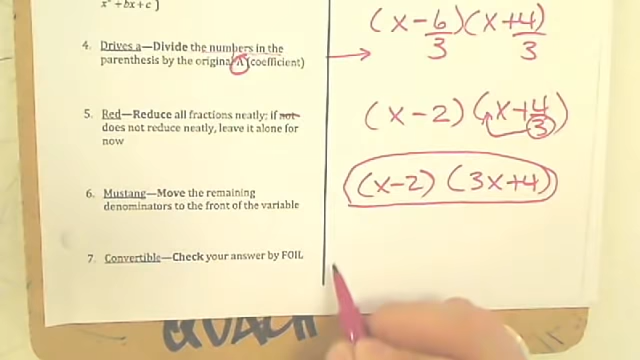 x² +bx+c ]
4. Drives a—Divide the numbers in the
parenthesis by the original A (coefficient)
5. Red—Reduce all fractions neatly; if not
does not reduce neatly, leave it alone for
now
6. Mustang—Move the remaining
denominators to the front of the variable
7. Convertible—Check your answer by FOIL
(x-6/3)(x+4/3)
(x-2)(x+4/3)
(x-2)(3x+4)